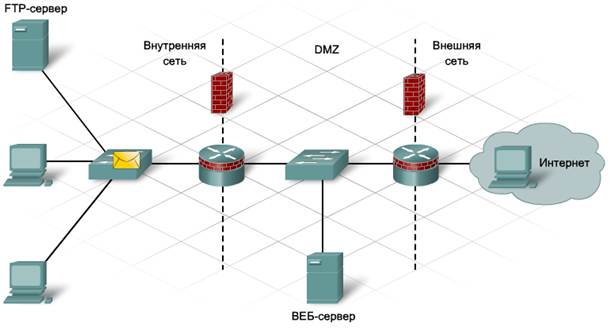 FTP-сервер
Внутренняя
сеть
DMZ
Внешняя
сеть
Интернет
ВЕБ-сервер